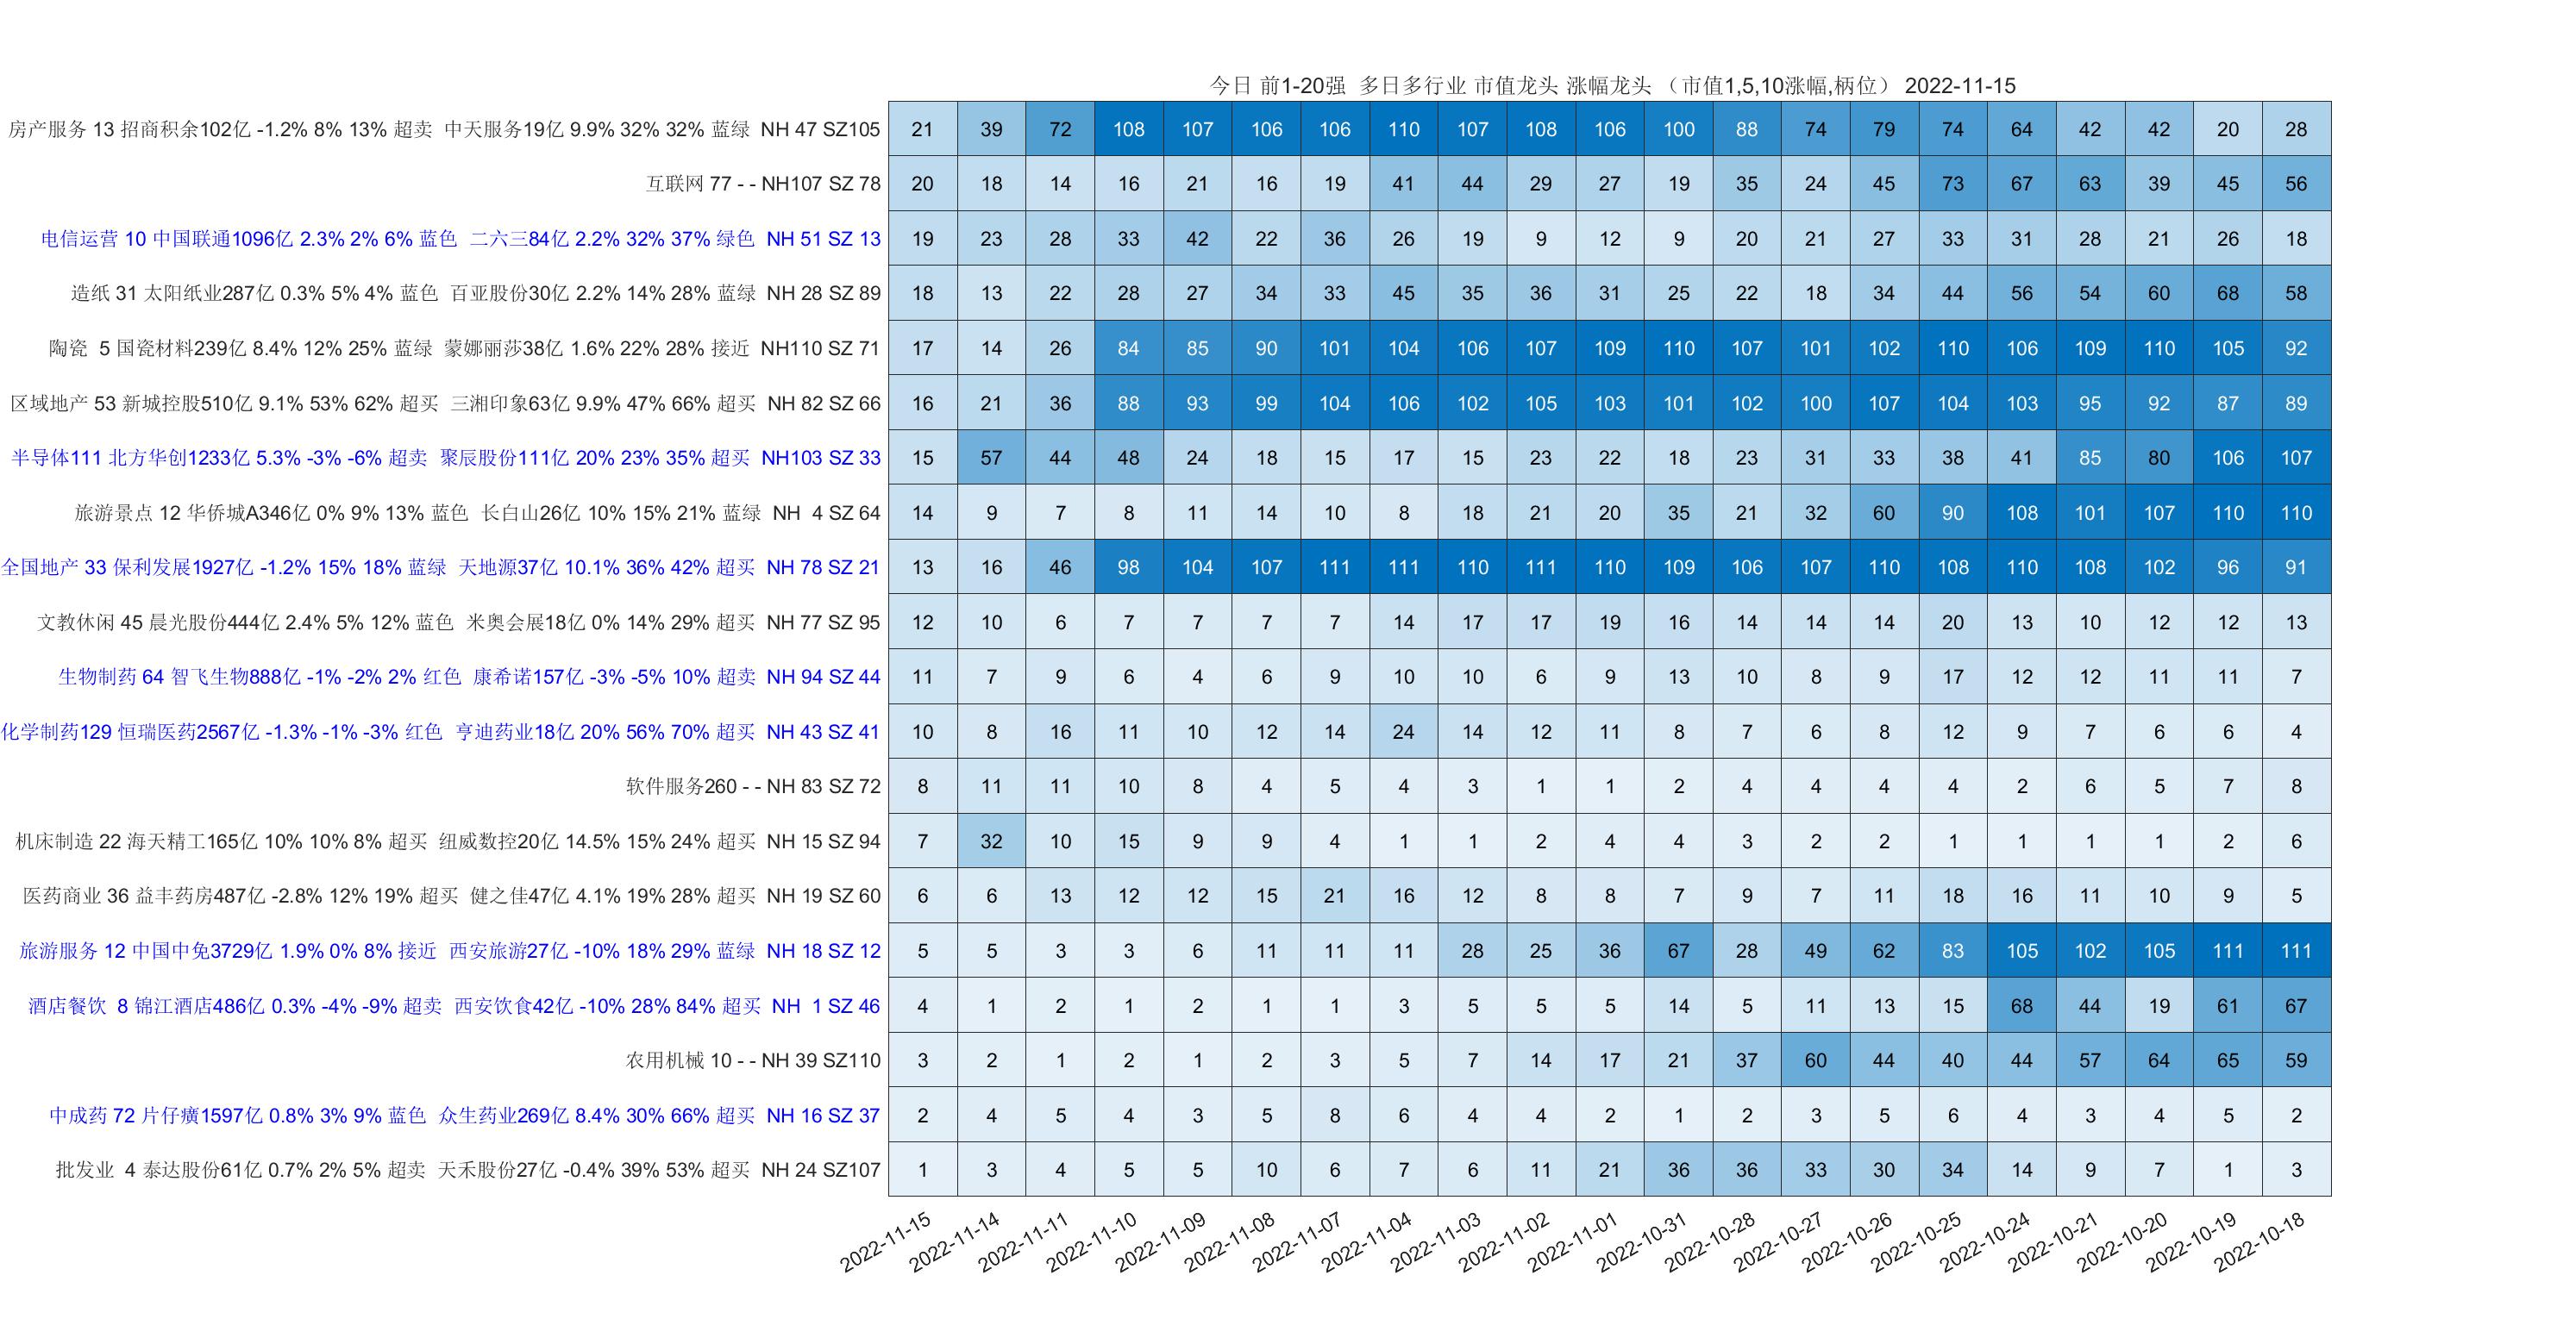 今日 前1-20强 多日多行业 市值龙头 涨幅龙头 （市值1,5,10涨幅,柄位） 2022-11-15
房产服务 13 招商积余102亿 -1.2% 8% 13% 超卖 中天服务19亿 9.9% 32% 32% 蓝绿 NH 47 SZ105 21 39 72 108 107 106 106 110 107 108 106 100 88 74 79 74 64 42 42 20 28
互联网 77 - - NH107 SZ 78 20 18 14 16 21 16 19 41 44 29 27 19 35 24 45 73 67 63 39 45 56
电信运营 10 中国联通1096亿 2.3% 2% 6% 蓝色 二六三84亿 2.2% 32% 37% 绿色 NH 51 SZ 13 19 23 28 33 42 22 36 26 19 9 12 9 20 21 27 33 31 28 21 26 18
造纸 31 太阳纸业287亿 0.3% 5% 4% 蓝色 百亚股份30亿 2.2% 14% 28% 蓝绿 NH 28 SZ 89 18 13 22 28 27 34 33 45 35 36 31 25 22 18 34 44 56 54 60 68 58
陶瓷 5 国瓷材料239亿 8.4% 12% 25% 蓝绿 蒙娜丽莎38亿 1.6% 22% 28% 接近 NH110 SZ 71 17 14 26 84 85 90 101 104 106 107 109 110 107 101 102 110 106 109 110 105 92
区域地产 53 新城控股510亿 9.1% 53% 62% 超买 三湘印象63亿 9.9% 47% 66% 超买 NH 82 SZ 66 16 21 36 88 93 99 104 106 102 105 103 101 102 100 107 104 103 95 92 87 89
半导体111 北方华创1233亿 5.3% -3% -6% 超卖 聚辰股份111亿 20% 23% 35% 超买 NH103 SZ 33 15 57 44 48 24 18 15 17 15 23 22 18 23 31 33 38 41 85 80 106 107
旅游景点 12 华侨城A346亿 0% 9% 13% 蓝色 长白山26亿 10% 15% 21% 蓝绿 NH 4 SZ 64 14 9 7 8 11 14 10 8 18 21 20 35 21 32 60 90 108 101 107 110 110
全国地产 33 保利发展1927亿 -1.2% 15% 18% 蓝绿 天地源37亿 10.1% 36% 42% 超买 NH 78 SZ 21 13 16 46 98 104 107 111 111 110 111 110 109 106 107 110 108 110 108 102 96 91
文教休闲 45 晨光股份444亿 2.4% 5% 12% 蓝色 米奥会展18亿 0% 14% 29% 超买 NH 77 SZ 95 12 10 6 7 7 7 7 14 17 17 19 16 14 14 14 20 13 10 12 12 13
生物制药 64 智飞生物888亿 -1% -2% 2% 红色 康希诺157亿 -3% -5% 10% 超卖 NH 94 SZ 44 11 7 9 6 4 6 9 10 10 6 9 13 10 8 9 17 12 12 11 11 7
化学制药129 恒瑞医药2567亿 -1.3% -1% -3% 红色 亨迪药业18亿 20% 56% 70% 超买 NH 43 SZ 41 10 8 16 11 10 12 14 24 14 12 11 8 7 6 8 12 9 7 6 6 4
软件服务260 - - NH 83 SZ 72 8 11 11 10 8 4 5 4 3 1 1 2 4 4 4 4 2 6 5 7 8
机床制造 22 海天精工165亿 10% 10% 8% 超买 纽威数控20亿 14.5% 15% 24% 超买 NH 15 SZ 94 7 32 10 15 9 9 4 1 1 2 4 4 3 2 2 1 1 1 1 2 6
医药商业 36 益丰药房487亿 -2.8% 12% 19% 超买 健之佳47亿 4.1% 19% 28% 超买 NH 19 SZ 60 6 6 13 12 12 15 21 16 12 8 8 7 9 7 11 18 16 11 10 9 5
旅游服务 12 中国中免3729亿 1.9% 0% 8% 接近 西安旅游27亿 -10% 18% 29% 蓝绿 NH 18 SZ 12 5 5 3 3 6 11 11 11 28 25 36 67 28 49 62 83 105 102 105 111 111
酒店餐饮 8 锦江酒店486亿 0.3% -4% -9% 超卖 西安饮食42亿 -10% 28% 84% 超买 NH 1 SZ 46 4 1 2 1 2 1 1 3 5 5 5 14 5 11 13 15 68 44 19 61 67
农用机械 10 - - NH 39 SZ110 3 2 1 2 1 2 3 5 7 14 17 21 37 60 44 40 44 57 64 65 59
中成药 72 片仔癀1597亿 0.8% 3% 9% 蓝色 众生药业269亿 8.4% 30% 66% 超买 NH 16 SZ 37 2 4 5 4 3 5 8 6 4 4 2 1 2 3 5 6 4 3 4 5 2
批发业 4 泰达股份61亿 0.7% 2% 5% 超卖 天禾股份27亿 -0.4% 39% 53% 超买 NH 24 SZ107 1 3 4 5 5 10 6 7 6 11 21 36 36 33 30 34 14 9 7 1 3
2022-11-15 2022-11-14 2022-11-11 2022-11-10 2022-11-09 2022-11-08 2022-11-07 2022-11-04 2022-11-03 2022-11-02 2022-11-01 2022-10-31 2022-10-28 2022-10-27 2022-10-26 2022-10-25 2022-10-24 2022-10-21 2022-10-20 2022-10-19 2022-10-18